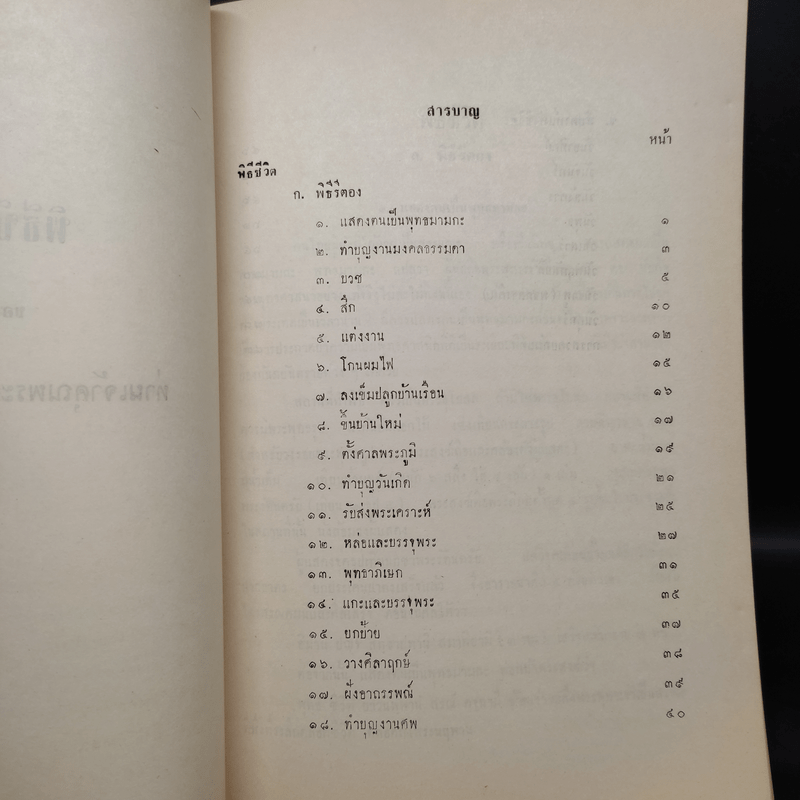 สารบาญ
หน้า
พิธีชีวิต
ก. พิธีรีตอง
๑. แสดงตนเป็นพุทธมามกะ ๑
๒. ทำบุญงานมงคลธรรมดา ๓
๓. บวช ๕
๔. สึก ๑๐
๕. แต่งงาน ๑๒
๖. โกนผมไฟ ๑๕
๗. ลงเข็มปลูกบ้านเรือน ๑๖
๘. ขึ้นบ้านใหม่ ๑๗
๙. ตั้งศาลพระภูมิ ๑๙
๑๐. ทำบุญวันเกิด ๒๑
๑๑. รับส่งพระเคราะห์ ๒๕
๑๒. หล่อและบรรจุพระ ๒๗
๑๓. พุทธาภิเษก ๓๑
๑๔. แกะและบรรจุพระ ๓๕
๑๕. ยกย้าย ๓๗
๑๖. วางศิลาฤกษ์ ๓๘
๑๗. ฝังอาถรรพณ์ ๓๙
๑๘. ทำบุญงานศพ ๔๐